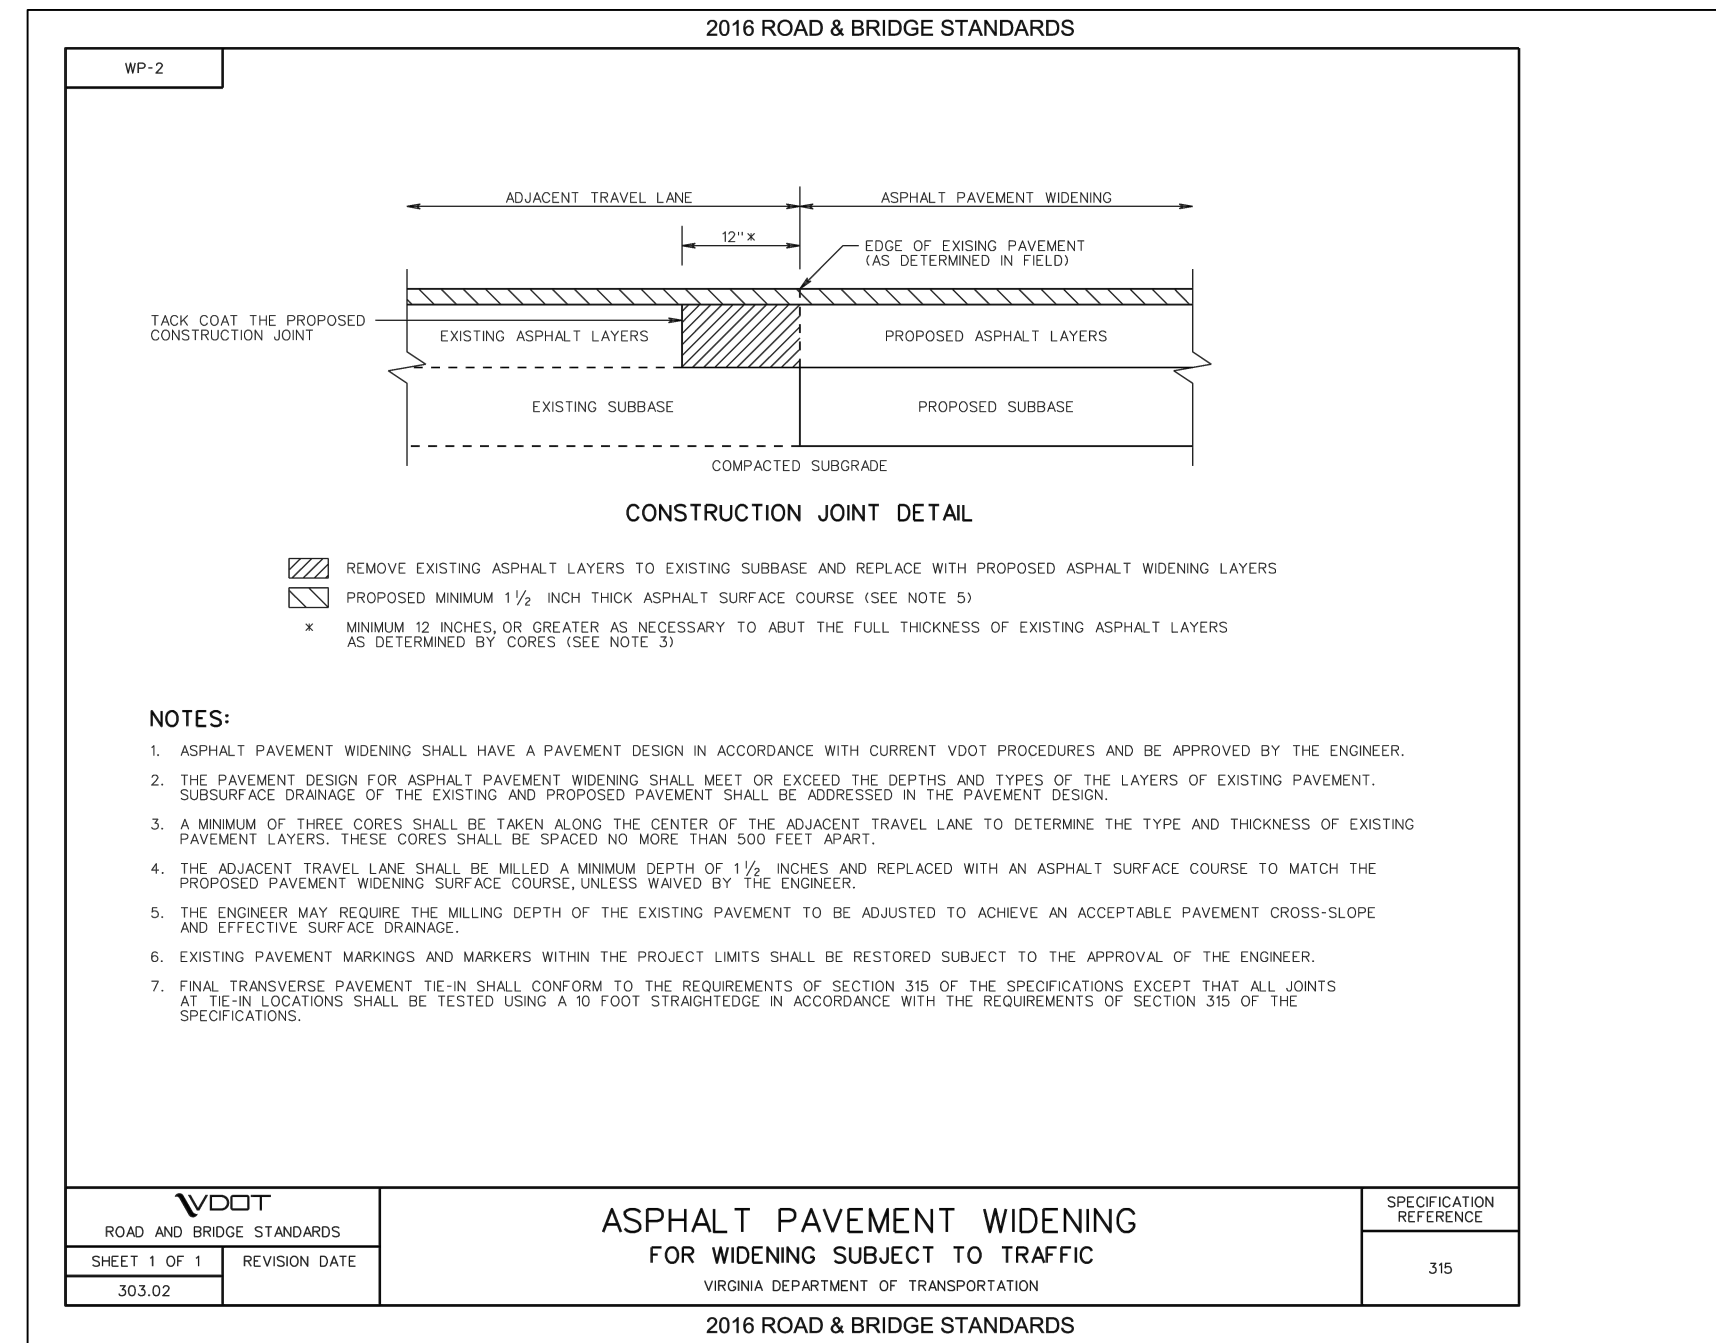 2016 ROAD & BRIDGE STANDARDS
WP-2
ADJACENT TRAVEL LANE
ASPHALT PAVEMENT WIDENING
12"*
EDGE OF EXISING PAVEMENT
(AS DETERMINED IN FIELD)
TACK COAT THE PROPOSED
CONSTRUCTION JOINT
EXISTING ASPHALT LAYERS
PROPOSED ASPHALT LAYERS
EXISTING SUBBASE
PROPOSED SUBBASE
COMPACTED SUBGRADE
CONSTRUCTION JOINT DETAIL
REMOVE EXISTING ASPHALT LAYERS TO EXISTING SUBBASE AND REPLACE WITH PROPOSED ASPHALT WIDENING LAYERS
PROPOSED MINIMUM 1 1/2 INCH THICK ASPHALT SURFACE COURSE (SEE NOTE 5)
* MINIMUM 12 INCHES, OR GREATER AS NECESSARY TO ABUT THE FULL THICKNESS OF EXISTING ASPHALT LAYERS
AS DETERMINED BY CORES (SEE NOTE 3)
NOTES:
1. ASPHALT PAVEMENT WIDENING SHALL HAVE A PAVEMENT DESIGN IN ACCORDANCE WITH CURRENT VDOT PROCEDURES AND BE APPROVED BY THE ENGINEER.
2. THE PAVEMENT DESIGN FOR ASPHALT PAVEMENT WIDENING SHALL MEET OR EXCEED THE DEPTHS AND TYPES OF THE LAYERS OF EXISTING PAVEMENT.
SUBSURFACE DRAINAGE OF THE EXISTING AND PROPOSED PAVEMENT SHALL BE ADDRESSED IN THE PAVEMENT DESIGN.
3. A MINIMUM OF THREE CORES SHALL BE TAKEN ALONG THE CENTER OF THE ADJACENT TRAVEL LANE TO DETERMINE THE TYPE AND THICKNESS OF EXISTING
PAVEMENT LAYERS. THESE CORES SHALL BE SPACED NO MORE THAN 500 FEET APART.
4. THE ADJACENT TRAVEL LANE SHALL BE MILLED A MINIMUM DEPTH OF 1 1/2 INCHES AND REPLACED WITH AN ASPHALT SURFACE COURSE TO MATCH THE
PROPOSED PAVEMENT WIDENING SURFACE COURSE, UNLESS WAIVED BY THE ENGINEER.
5. THE ENGINEER MAY REQUIRE THE MILLING DEPTH OF THE EXISTING PAVEMENT TO BE ADJUSTED TO ACHIEVE AN ACCEPTABLE PAVEMENT CROSS-SLOPE
AND EFFECTIVE SURFACE DRAINAGE.
6. EXISTING PAVEMENT MARKINGS AND MARKERS WITHIN THE PROJECT LIMITS SHALL BE RESTORED SUBJECT TO THE APPROVAL OF THE ENGINEER.
7. FINAL TRANSVERSE PAVEMENT TIE-IN SHALL CONFORM TO THE REQUIREMENTS OF SECTION 315 OF THE SPECIFICATIONS EXCEPT THAT ALL JOINTS
AT TIE-IN LOCATIONS SHALL BE TESTED USING A 10 FOOT STRAIGHTEDGE IN ACCORDANCE WITH THE REQUIREMENTS OF SECTION 315 OF THE
SPECIFICATIONS.
VDOT
ROAD AND BRIDGE STANDARDS
SHEET 1 OF 1
REVISION DATE
303.02
ASPHALT PAVEMENT WIDENING
FOR WIDENING SUBJECT TO TRAFFIC
VIRGINIA DEPARTMENT OF TRANSPORTATION
SPECIFICATION
REFERENCE
315
2016 ROAD & BRIDGE STANDARDS